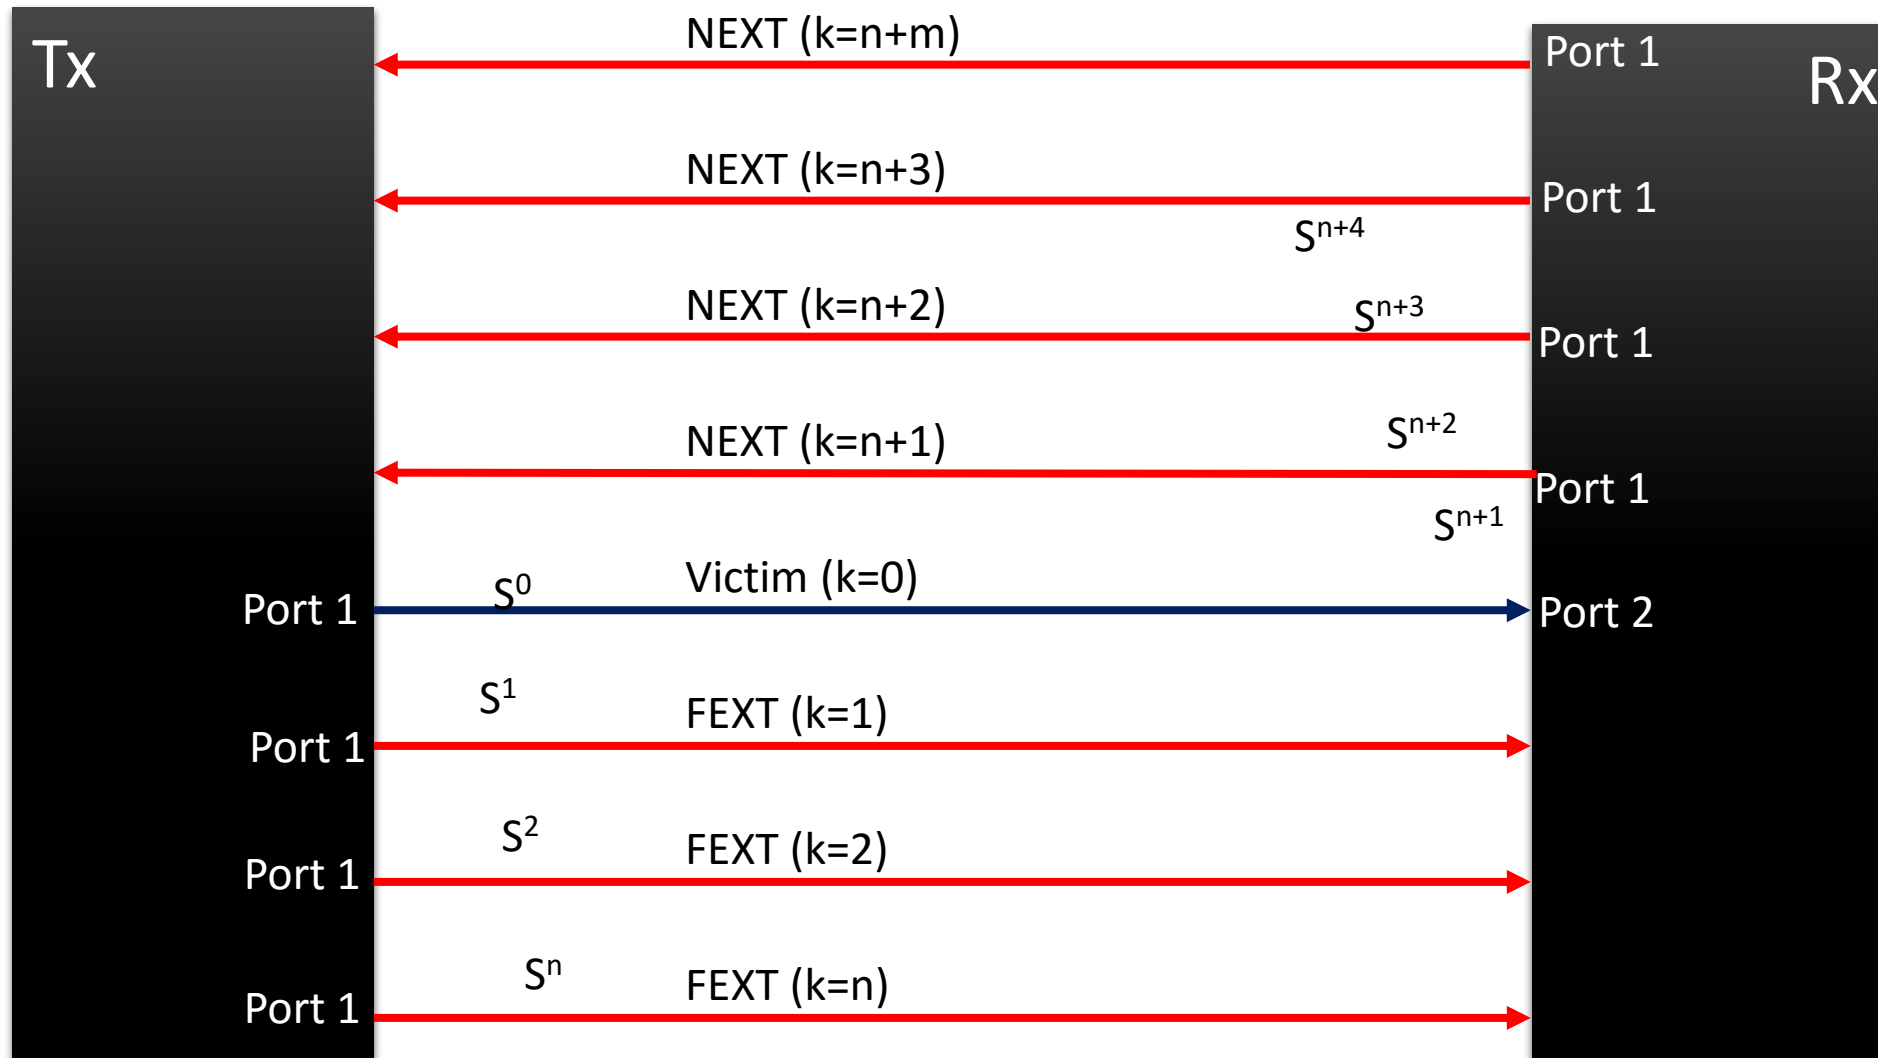 Tx
NEXT (k=n+m)
Port 1
Rx
NEXT (k=n+3)
Port 1
Sⁿ⁺⁴
NEXT (k=n+2)
Sⁿ⁺³
Port 1
NEXT (k=n+1)
Sⁿ⁺²
Port 1
Sⁿ⁺¹
Port 1
S⁰
Victim (k=0)
Port 2
S¹
FEXT (k=1)
Port 1
S²
FEXT (k=2)
Port 1
Sⁿ
FEXT (k=n)
Port 1